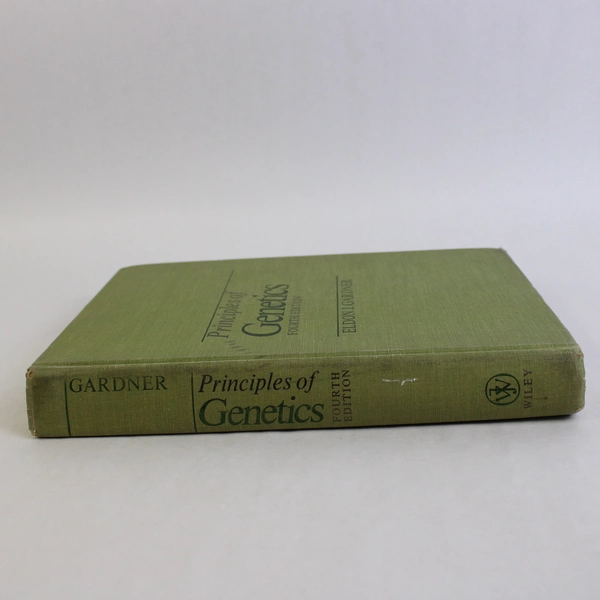 Principles of
Genetics
FOURTH EDITION
ELDON J. GARDNER
GARDNER
Principles of
Genetics
FOURTH
EDITION
WILEY